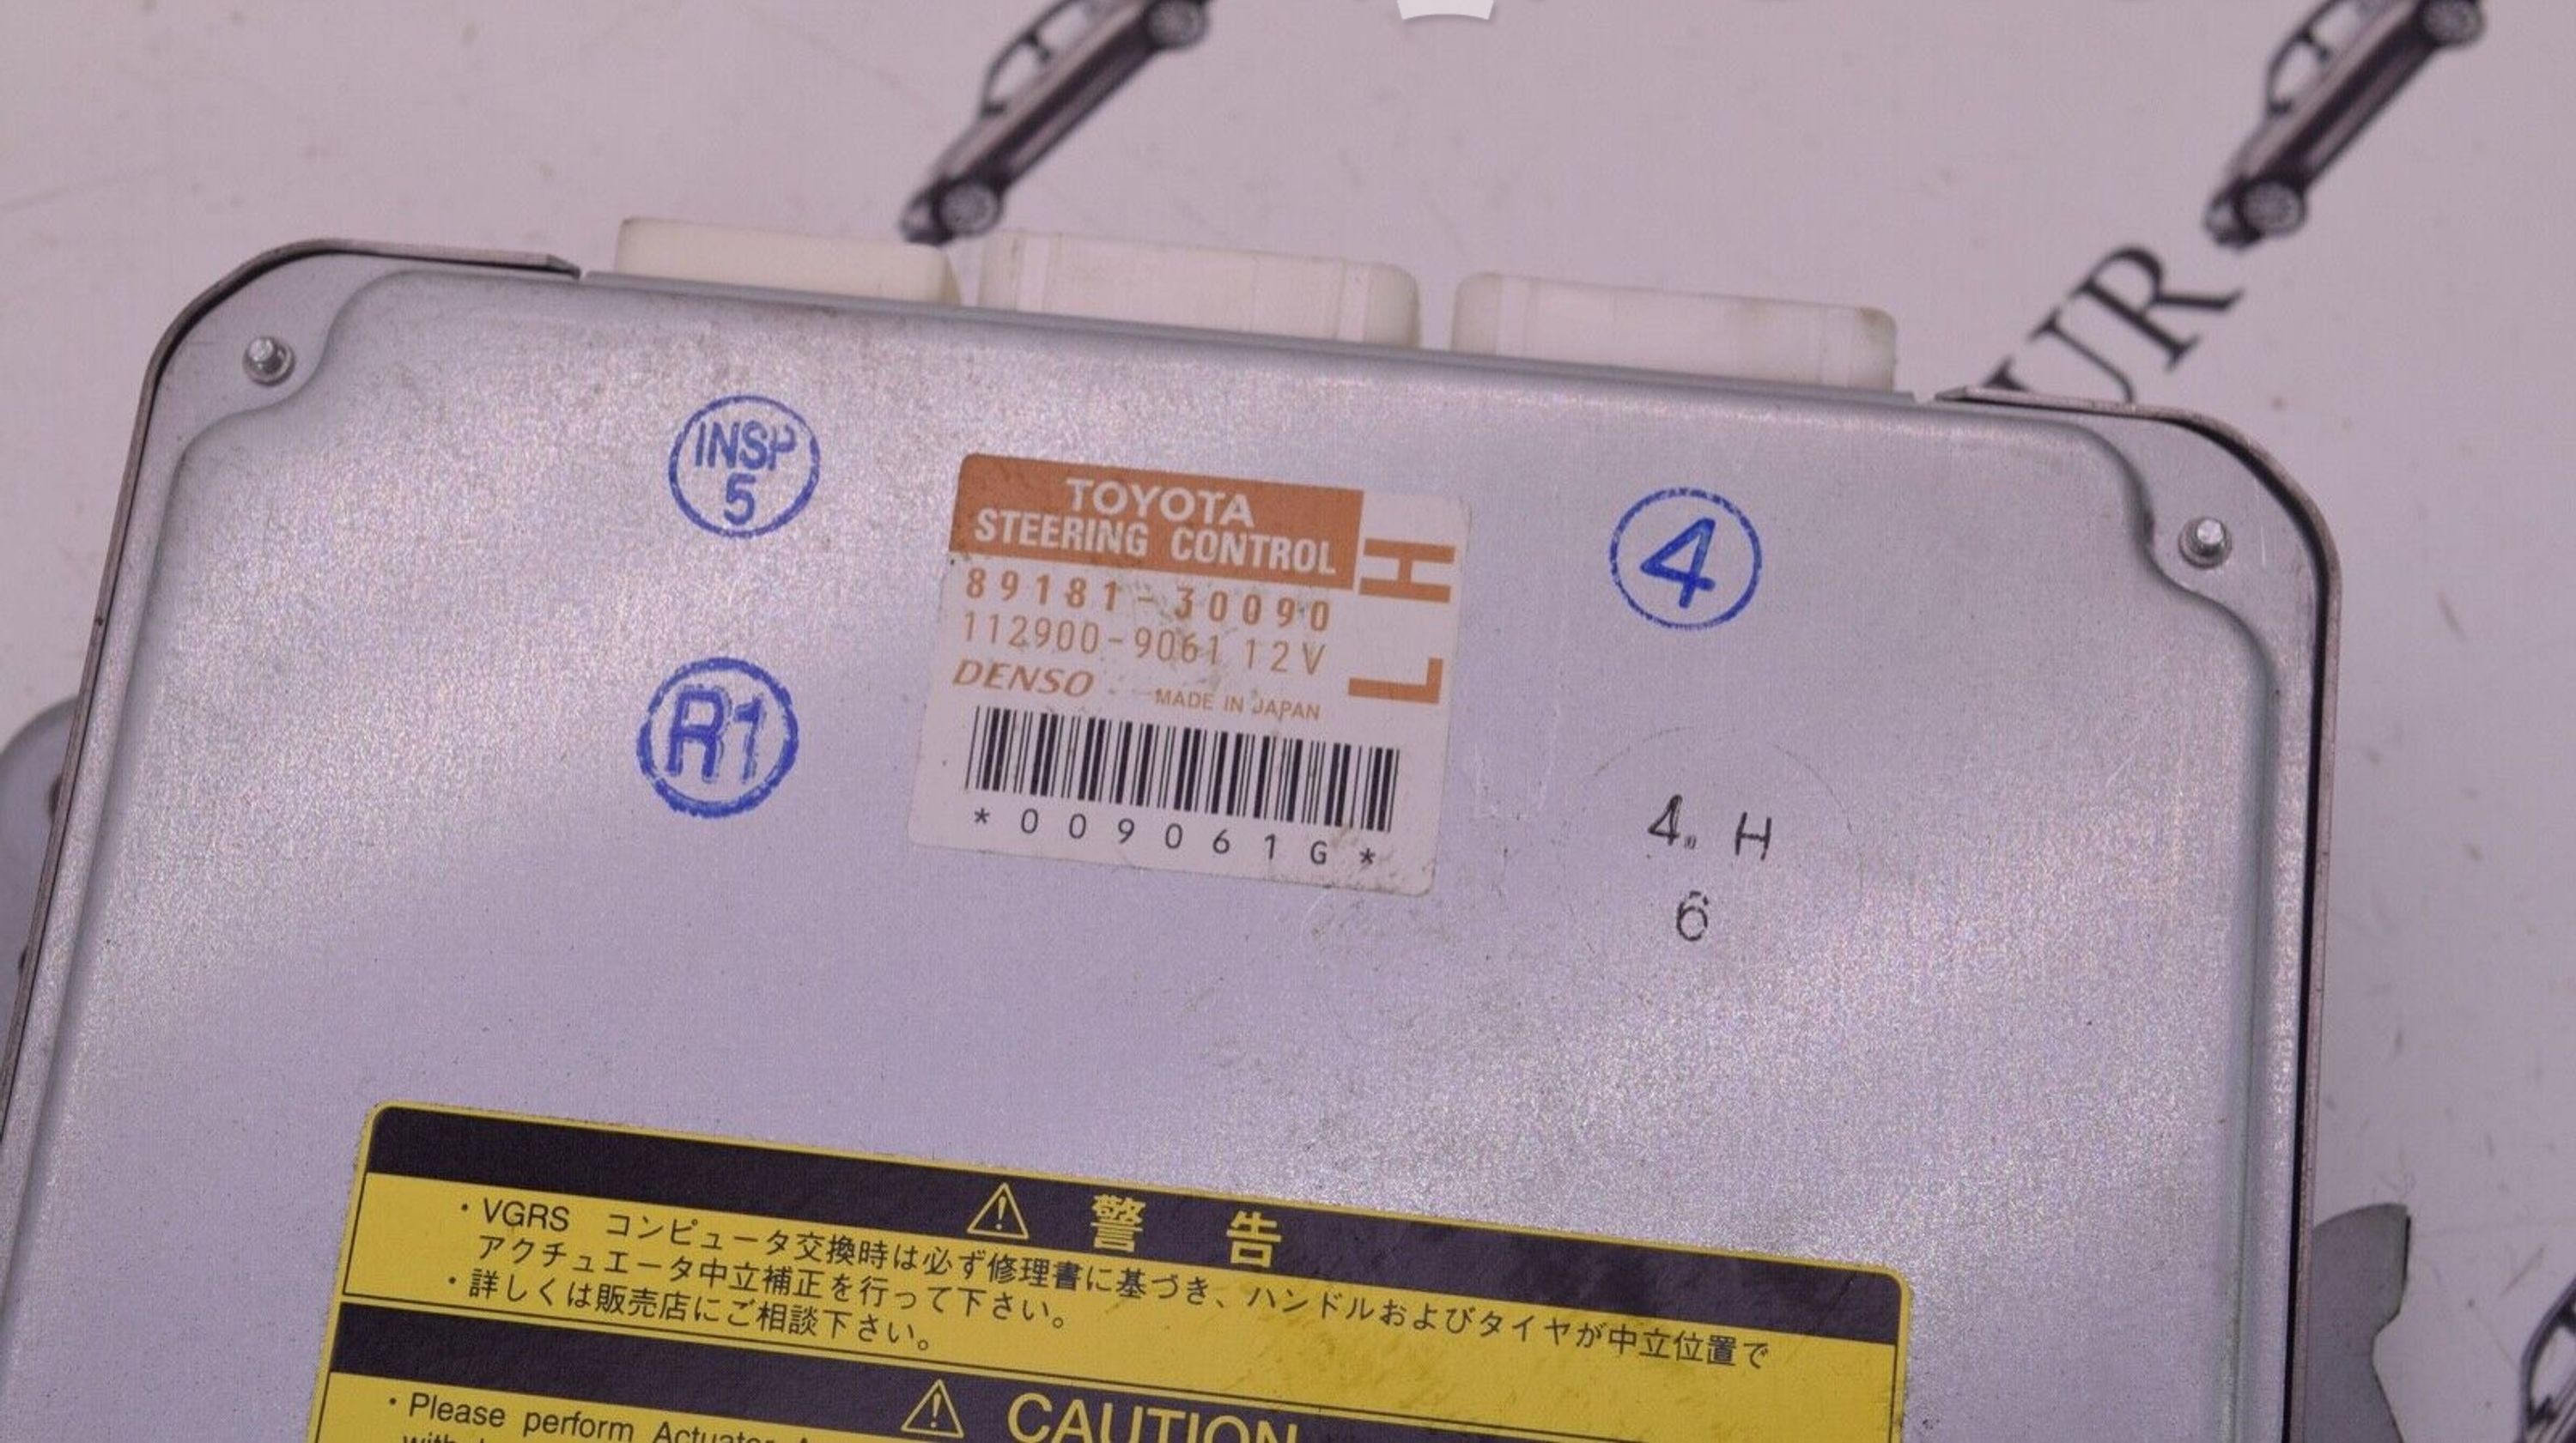 UR
INSP
5
TOYOTA
STEERING CONTROL
H
89181-30090
112900-9061 12V
L
DENSO MADE IN JAPAN
*009061G*
4
R1
4. H
6
⚠ 警告
・VGRS コンピュータ交換時は必ず修理書に基づき、ハンドルおよびタイヤが中立位置で
アクチュエータ中立補正を行って下さい。
・詳しくは販売店にご相談下さい。
⚠ CAUTION
・Please perform Actuator